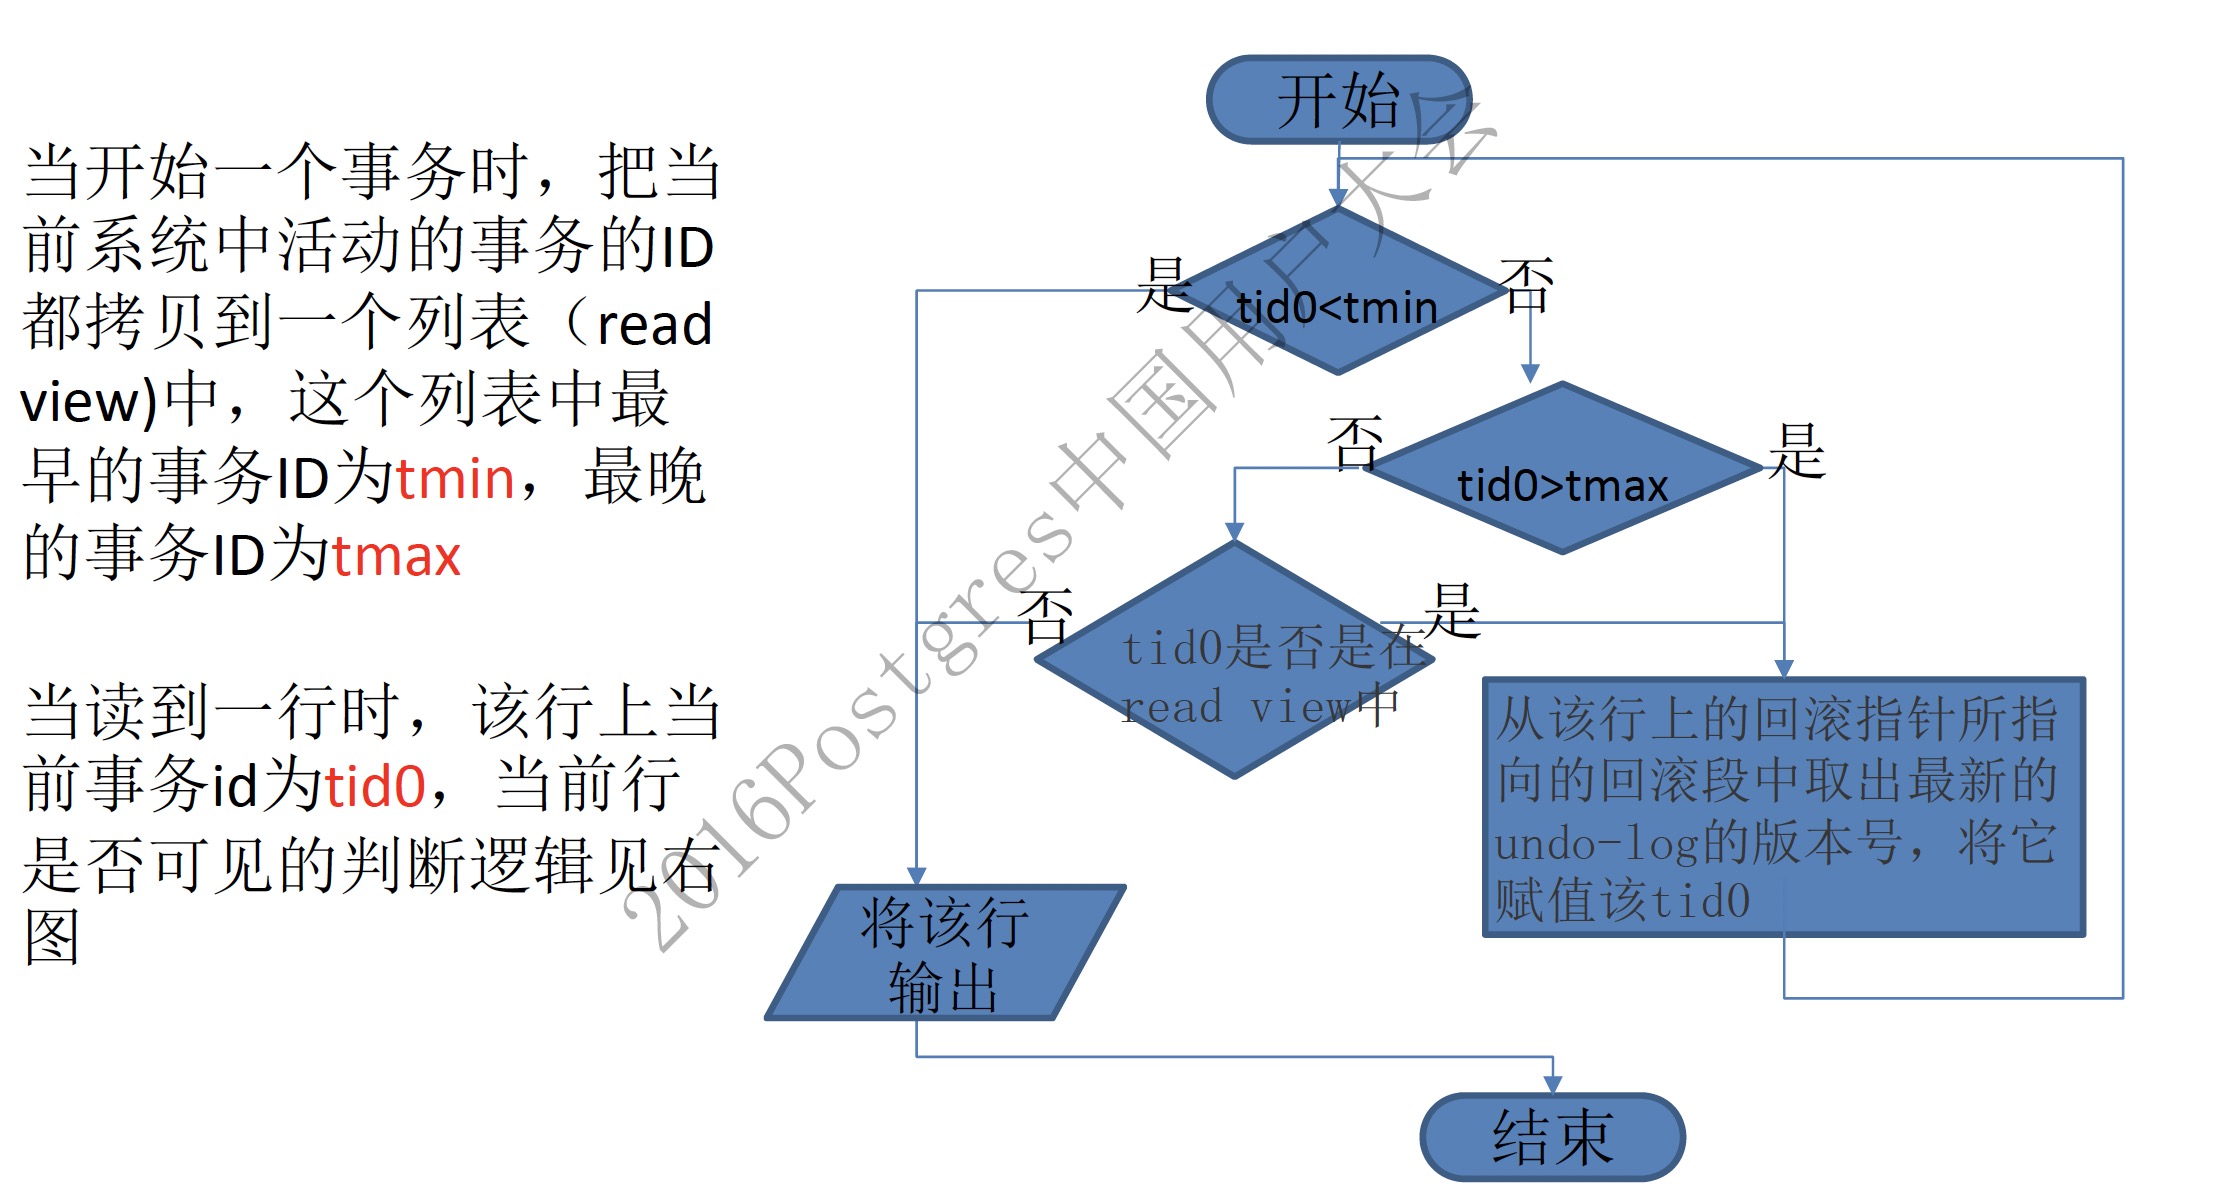 当开始一个事务时，把当
前系统中活动的事务的ID
都拷贝到一个列表（read
view)中，这个列表中最
早的事务ID为tmin，最晚
的事务ID为tmax
当读到一行时，该行上当
前事务id为tid0，当前行
是否可见的判断逻辑见右
图
开始
是
tid0<tmin
否
否
tid0>tmax
是
否
tid0是否是在
read view中
是
从该行上的回滚指针所指
向的回滚段中取出最新的
undo-log的版本号，将它
赋值该tid0
将该行
输出
结束
2016Postgres中国用户大会